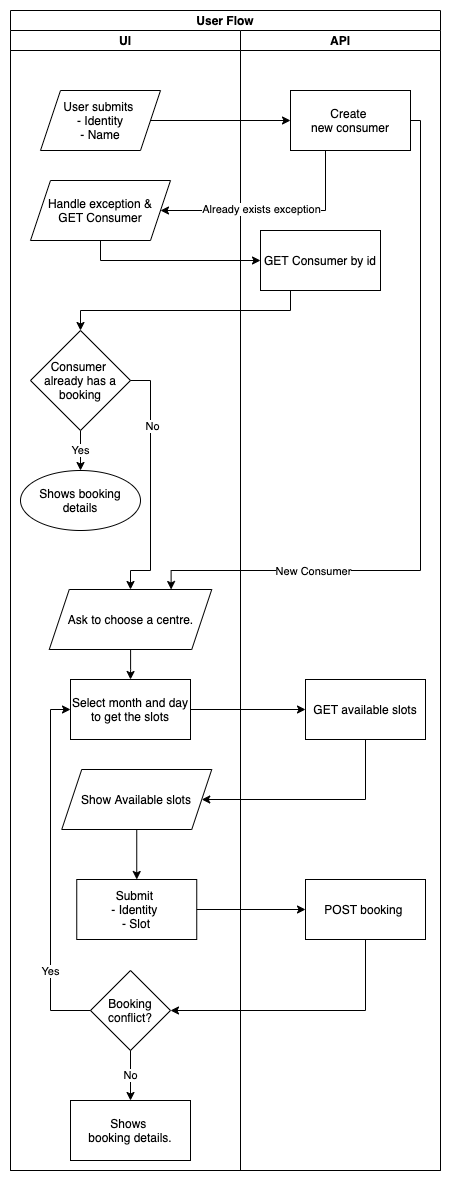 User Flow
UI
API
User submits
- Identity
- Name
Create
new consumer
Handle exception &
GET Consumer
Already exists exception
GET Consumer by id
Consumer
already has a
booking
No
Yes
Shows booking
details
New Consumer
Ask to choose a centre.
Select month and day
to get the slots
GET available slots
Show Available slots
Submit
- Identity
- Slot
POST booking
Yes
Booking
conflict?
No
Shows
booking details.